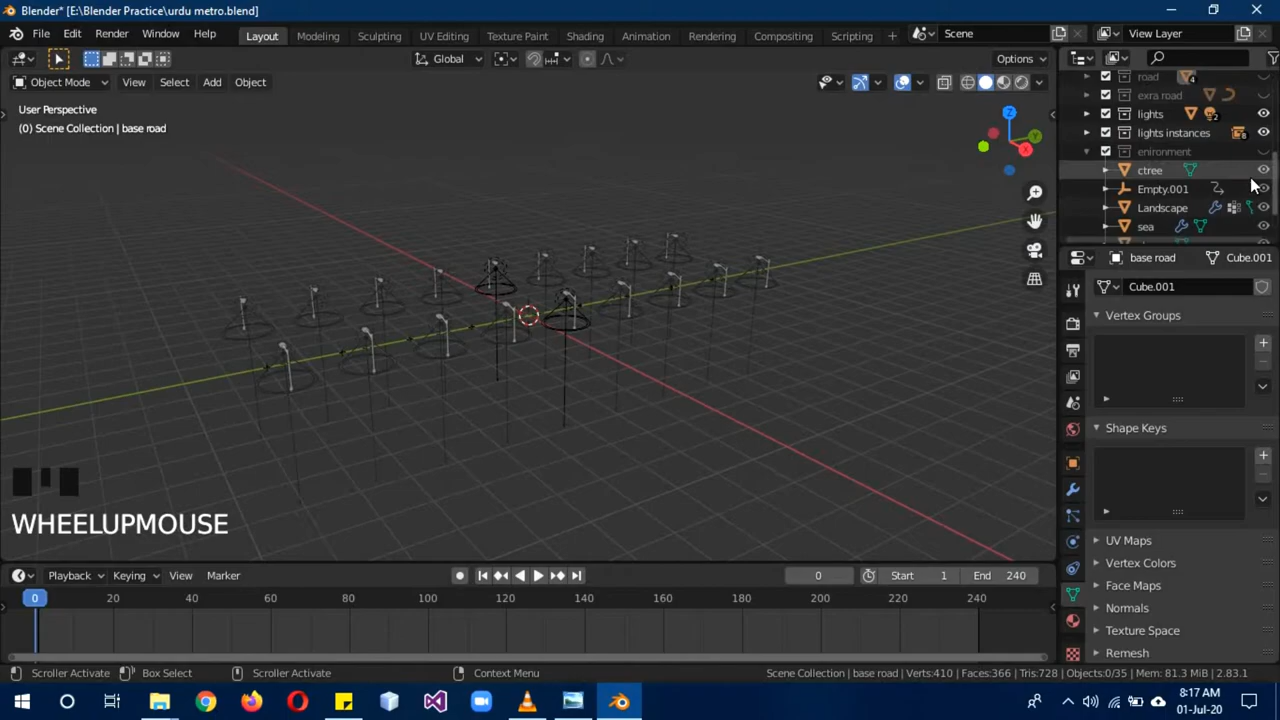 Blender* [E:\Blender Practice\urdu metro.blend]
File Edit Render Window Help Layout Modeling Sculpting UV Editing Texture Paint Shading Animation Rendering Compositing Scripting + Scene View Layer
Global Options
Object Mode View Select Add Object
User Perspective
(0) Scene Collection | base road
Z
Y
X
road 4
exra road
lights 2
lights instances 8
enironment
ctree
Empty.001
Landscape
sea
base road Cube.001
Cube.001
Vertex Groups
Shape Keys
UV Maps
Vertex Colors
Face Maps
Normals
Texture Space
Remesh
WHEELUPMOUSE
Playback Keying View Marker 0 Start 1 End 240
0 20 40 60 80 100 120 140 160 180 200 220 240
Scroller Activate Box Select Scroller Activate Context Menu Scene Collection | base road | Verts:410 | Faces:366 | Tris:728 | Objects:0/35 | Mem: 81.3 MiB | 2.83.1
8:17 AM
01-Jul-20